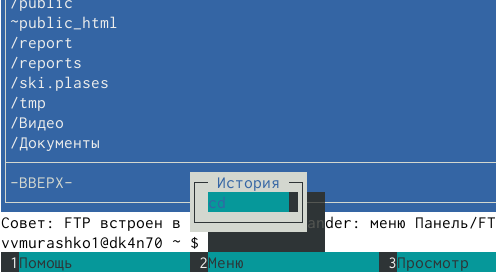 /public
~public_html
/report
/reports
/ski.plases
/tmp
/Видео
/Документы
-ВВЕРХ-
История
cd
Совет: FTP встроен в ander: меню Панель/FT
vvmurashko1@dk4n70 ~ $
1Помощь 2Меню 3Просмотр